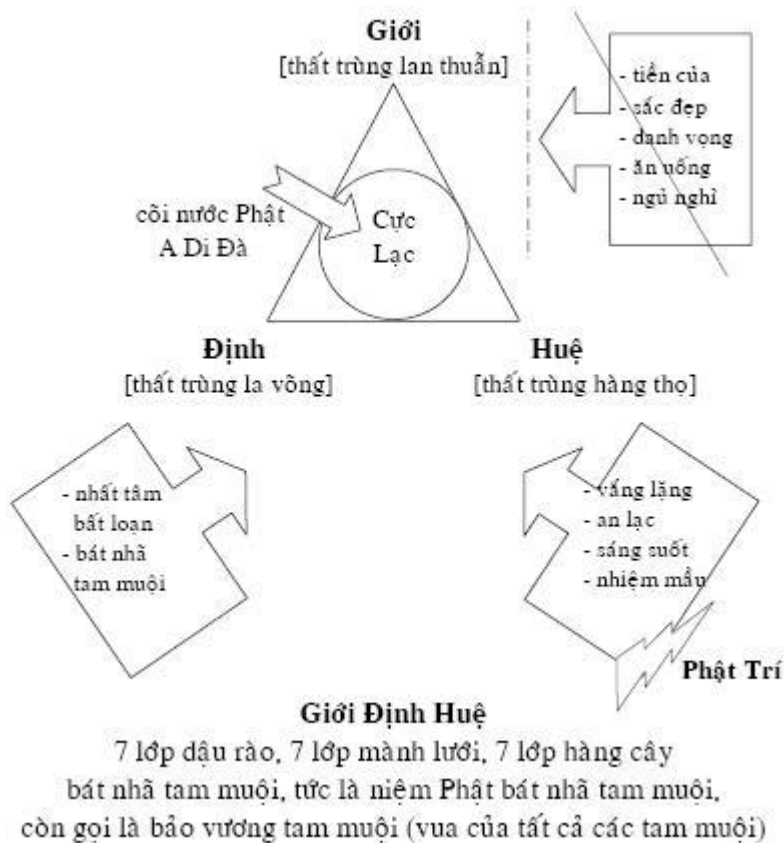 Giới
[thất trùng lan thuẫn]
- tiền của
- sắc đẹp
- danh vọng
- ăn uống
- ngủ nghỉ
cõi nước Phật
A Di Đà
Cực
Lạc
Định
[thất trùng la võng]
Huệ
[thất trùng hàng thọ]
- nhất tâm
bất loạn
- bát nhã
tam muội
- vắng lặng
- an lạc
- sáng suốt
- nhiệm mầu
Phật Trí
Giới Định Huệ
7 lớp dậu rào, 7 lớp mành lưới, 7 lớp hàng cây
bát nhã tam muội, tức là niệm Phật bát nhã tam muội,
còn gọi là bảo vương tam muội (vua của tất cả các tam muội)